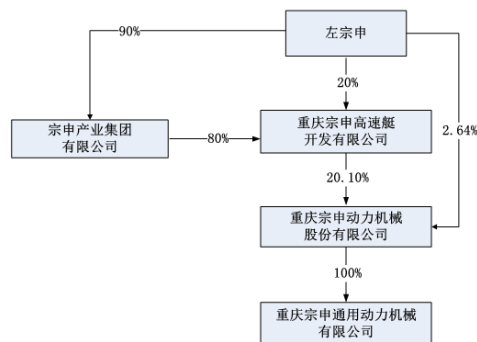 90%
左宗申
20%
宗申产业集团
有限公司
80%
重庆宗申高速艇
开发有限公司
2.64%
20.10%
重庆宗申动力机械
股份有限公司
100%
重庆宗申通用动力机械
有限公司